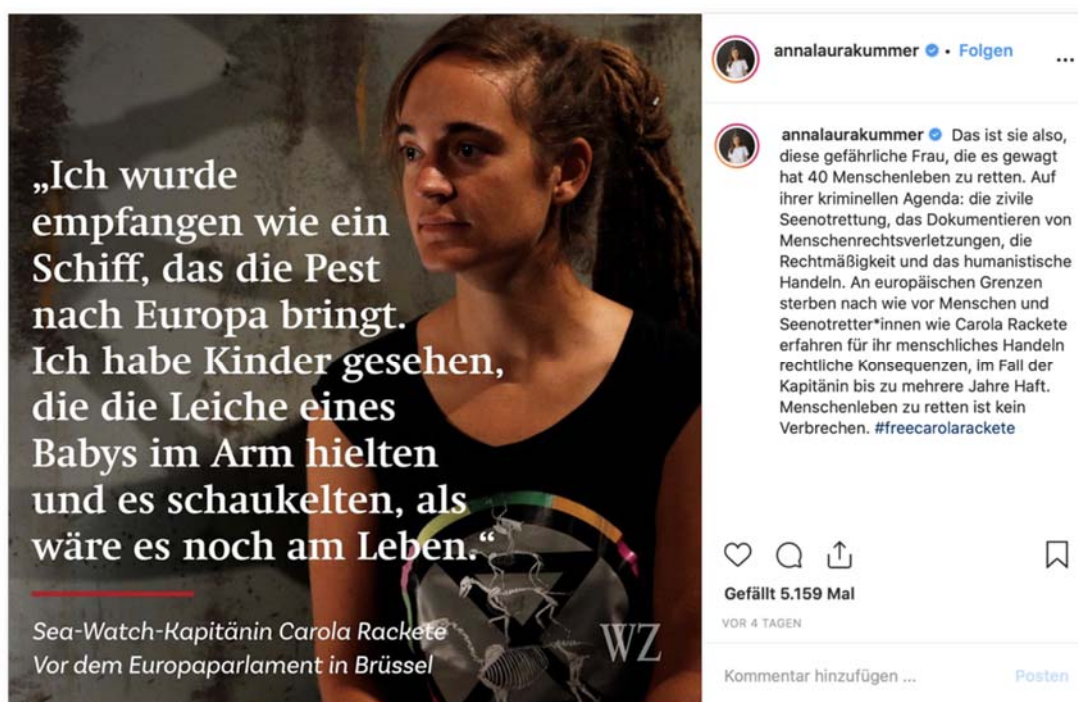 „Ich wurde
empfangen wie ein
Schiff, das die Pest
nach Europa bringt.
Ich habe Kinder gesehen,
die die Leiche eines
Babys im Arm hielten
und es schaukelten, als
wäre es noch am Leben.“
Sea-Watch-Kapitänin Carola Rackete
Vor dem Europaparlament in Brüssel
WZ
annalaurakummer • Folgen
...
annalaurakummer Das ist sie also,
diese gefährliche Frau, die es gewagt
hat 40 Menschenleben zu retten. Auf
ihrer kriminellen Agenda: die zivile
Seenotrettung, das Dokumentieren von
Menschenrechtsverletzungen, die
Rechtmäßigkeit und das humanistische
Handeln. An europäischen Grenzen
sterben nach wie vor Menschen und
Seenotretter*innen wie Carola Rackete
erfahren für ihr menschliches Handeln
rechtliche Konsequenzen, im Fall der
Kapitänin bis zu mehrere Jahre Haft.
Menschenleben zu retten ist kein
Verbrechen. #freecarolarackete
Gefällt 5.159 Mal
VOR 4 TAGEN
Kommentar hinzufügen ... Posten